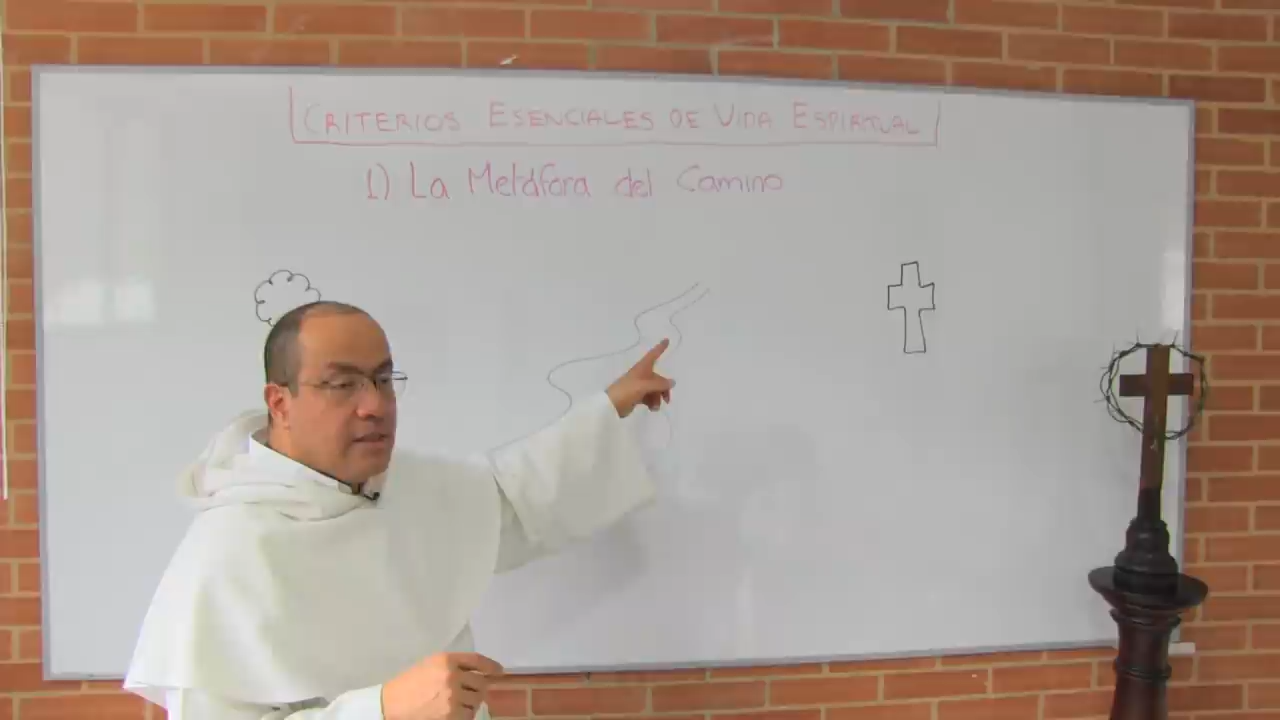 CRITERIOS ESENCIALES DE VIDA ESPIRITUAL
1) La Metáfora del Camino